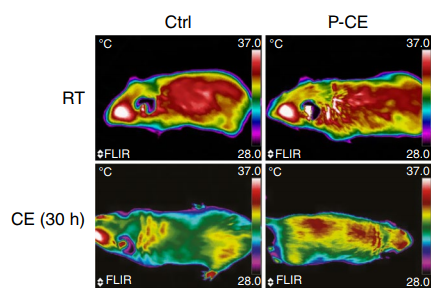 Ctrl P-CE
RT
°C 37.0 °C 37.0
FLIR 28.0 FLIR 28.0
CE (30 h)
°C 37.0 °C 37.0
FLIR 28.0 FLIR 28.0